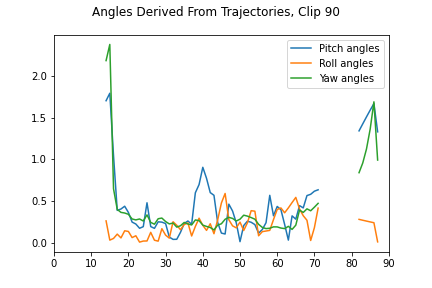 Angles Derived From Trajectories, Clip 90
Pitch angles
Roll angles
Yaw angles
2.0
1.5
1.0
0.5
0.0
0 10 20 30 40 50 60 70 80 90